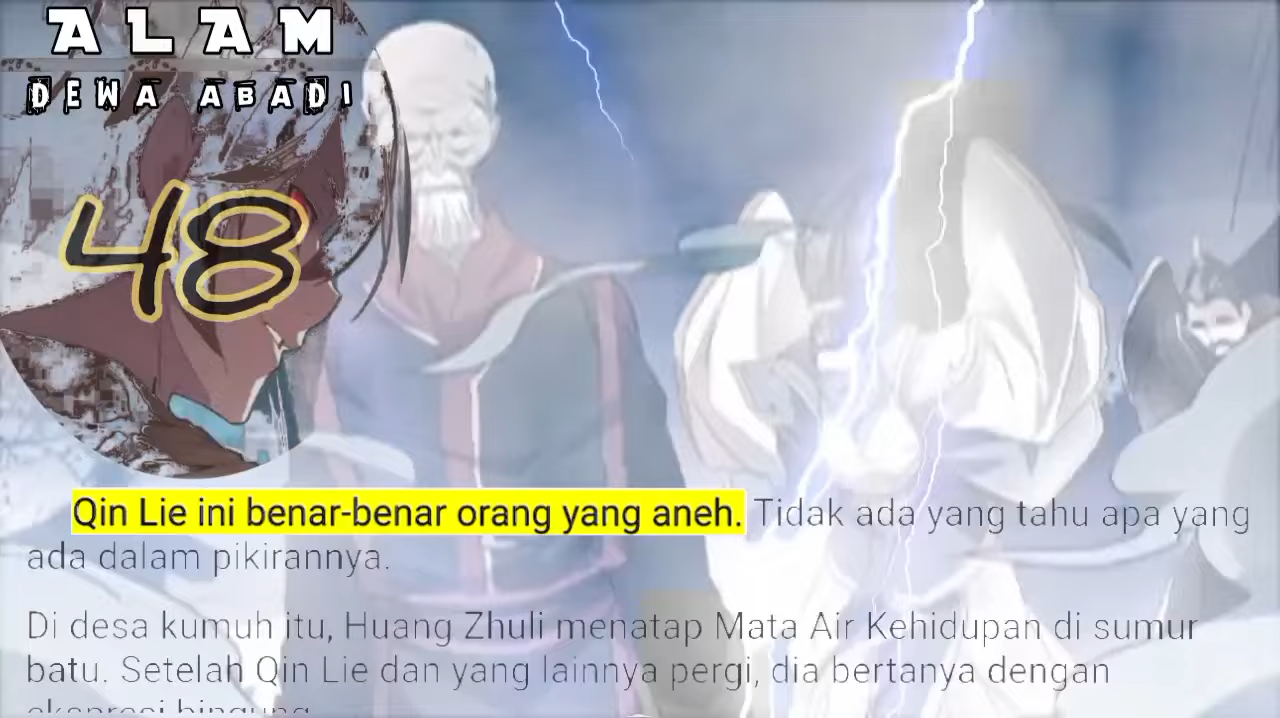 ALAM
DEWA ABADI
48
Qin Lie ini benar-benar orang yang aneh. Tidak ada yang tahu apa yang
ada dalam pikirannya.
Di desa kumuh itu, Huang Zhuli menatap Mata Air Kehidupan di sumur
batu. Setelah Qin Lie dan yang lainnya pergi, dia bertanya dengan
ekspresi bingung